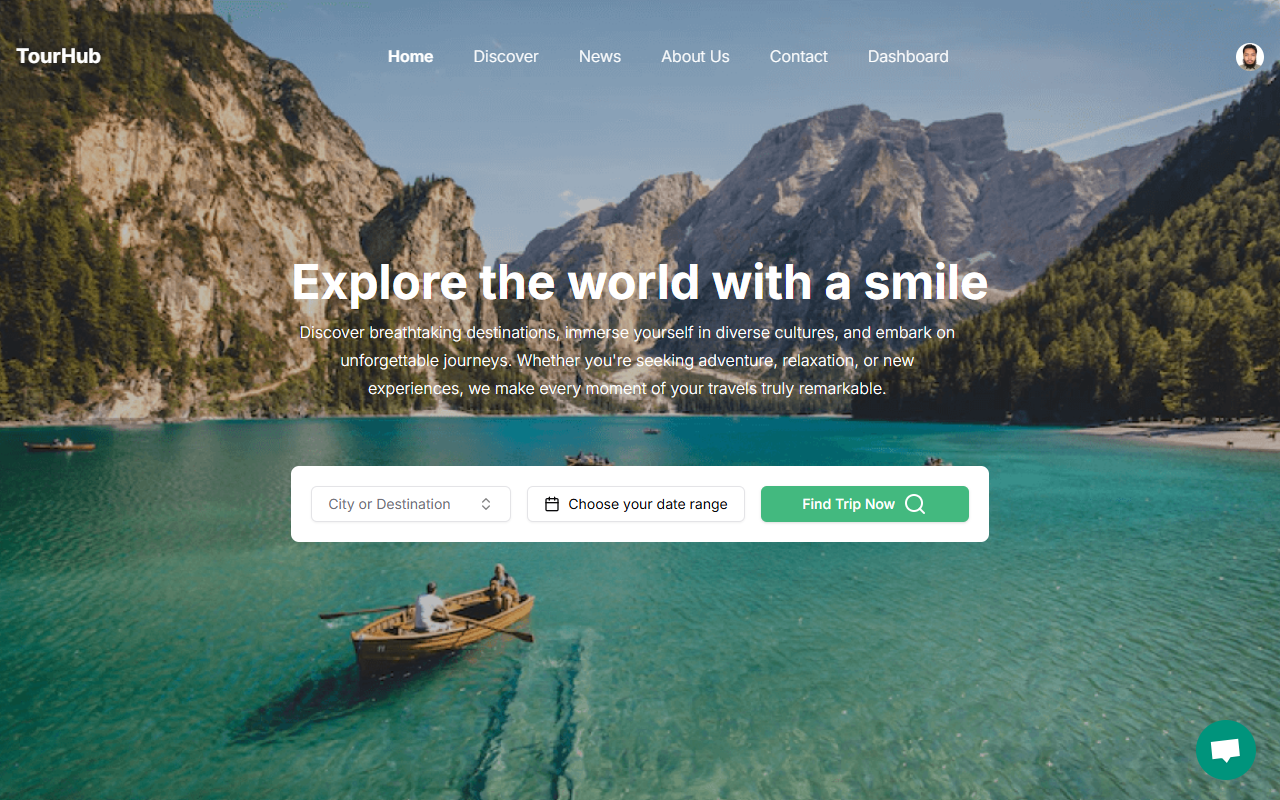 TourHub
Home
Discover
News
About Us
Contact
Dashboard
Explore the world with a smile
Discover breathtaking destinations, immerse yourself in diverse cultures, and embark on
unforgettable journeys. Whether you're seeking adventure, relaxation, or new
experiences, we make every moment of your travels truly remarkable.
City or Destination
Choose your date range
Find Trip Now